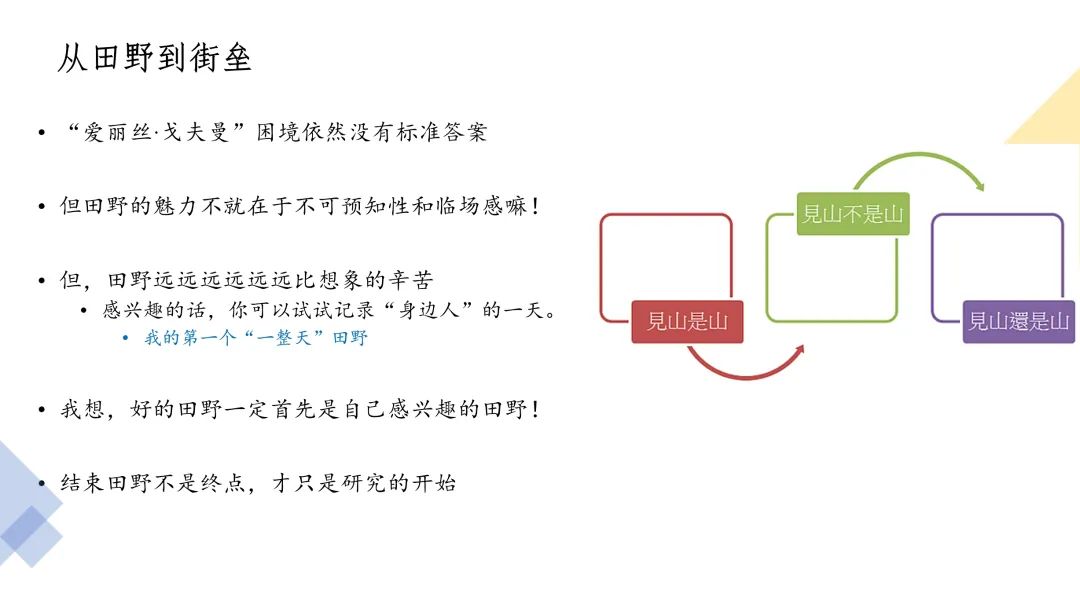 从田野到街垒
• “爱丽丝·戈夫曼”困境依然没有标准答案
• 但田野的魅力不就在于不可预知性和临场感嘛！
• 但，田野远远远远远远比想象的辛苦
• 感兴趣的话，你可以试试记录“身边人”的一天。
• 我的第一个“一整天”田野
• 我想，好的田野一定首先是自己感兴趣的田野！
• 结束田野不是终点，才只是研究的开始
見山是山
見山不是山
見山還是山